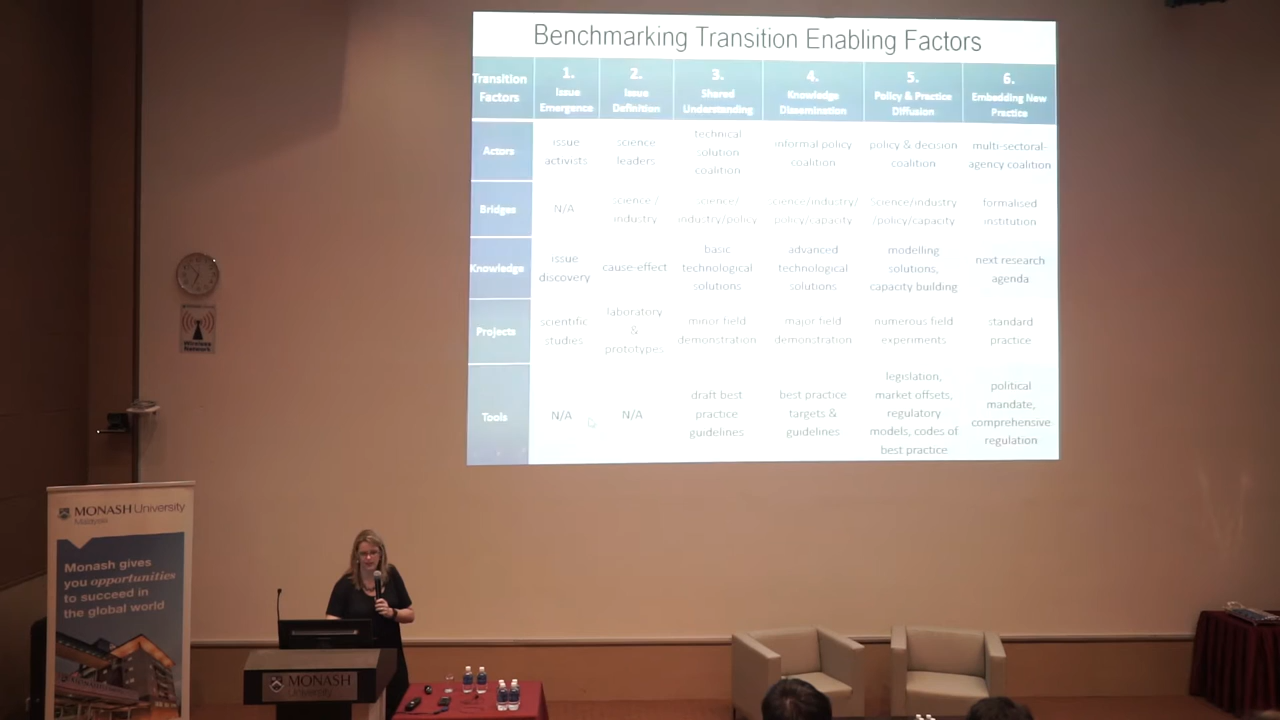 Benchmarking Transition Enabling Factors
Transition
Factors
1.
Issue
Emergence
2.
Issue
Definition
3.
Shared
Understanding
4.
Knowledge
Dissemination
5.
Policy & Practice
Diffusion
6.
Embedding New
Practice
Actors
issue
activists
science
leaders
technical
solution
coalition
informal policy
coalition
policy & decision
coalition
multi-sectoral-
agency coalition
Bridges
N/A
science /
industry
science/
industry/policy
science/industry/
policy/capacity
Science/industry
/policy/capacity
formalised
institution
Knowledge
issue
discovery
cause-effect
basic
technological
solutions
advanced
technological
solutions
modelling
solutions,
capacity building
next research
agenda
Projects
scientific
studies
laboratory
&
prototypes
minor field
demonstration
major field
demonstration
numerous field
experiments
standard
practice
Tools
N/A
N/A
draft best
practice
guidelines
best practice
targets &
guidelines
legislation,
market offsets,
regulatory
models, codes of
best practice
political
mandate,
comprehensive
regulation
Wireless
Network
MONASH University
Malaysia
Monash gives
you opportunities
to succeed in
the global world
MONASH
University